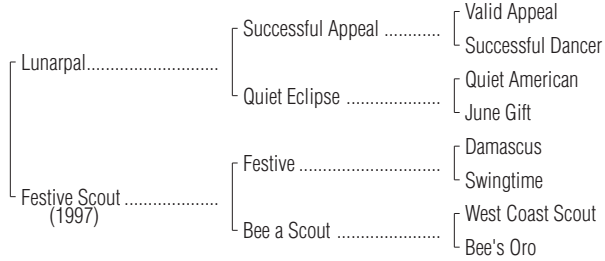 Valid Appeal
Successful Appeal ............
Successful Dancer
Lunarpal............................
Quiet American
Quiet Eclipse ....................
June Gift
Damascus
Festive ..............................
Swingtime
Festive Scout ....................
(1997)
West Coast Scout
Bee a Scout ......................
Bee's Oro